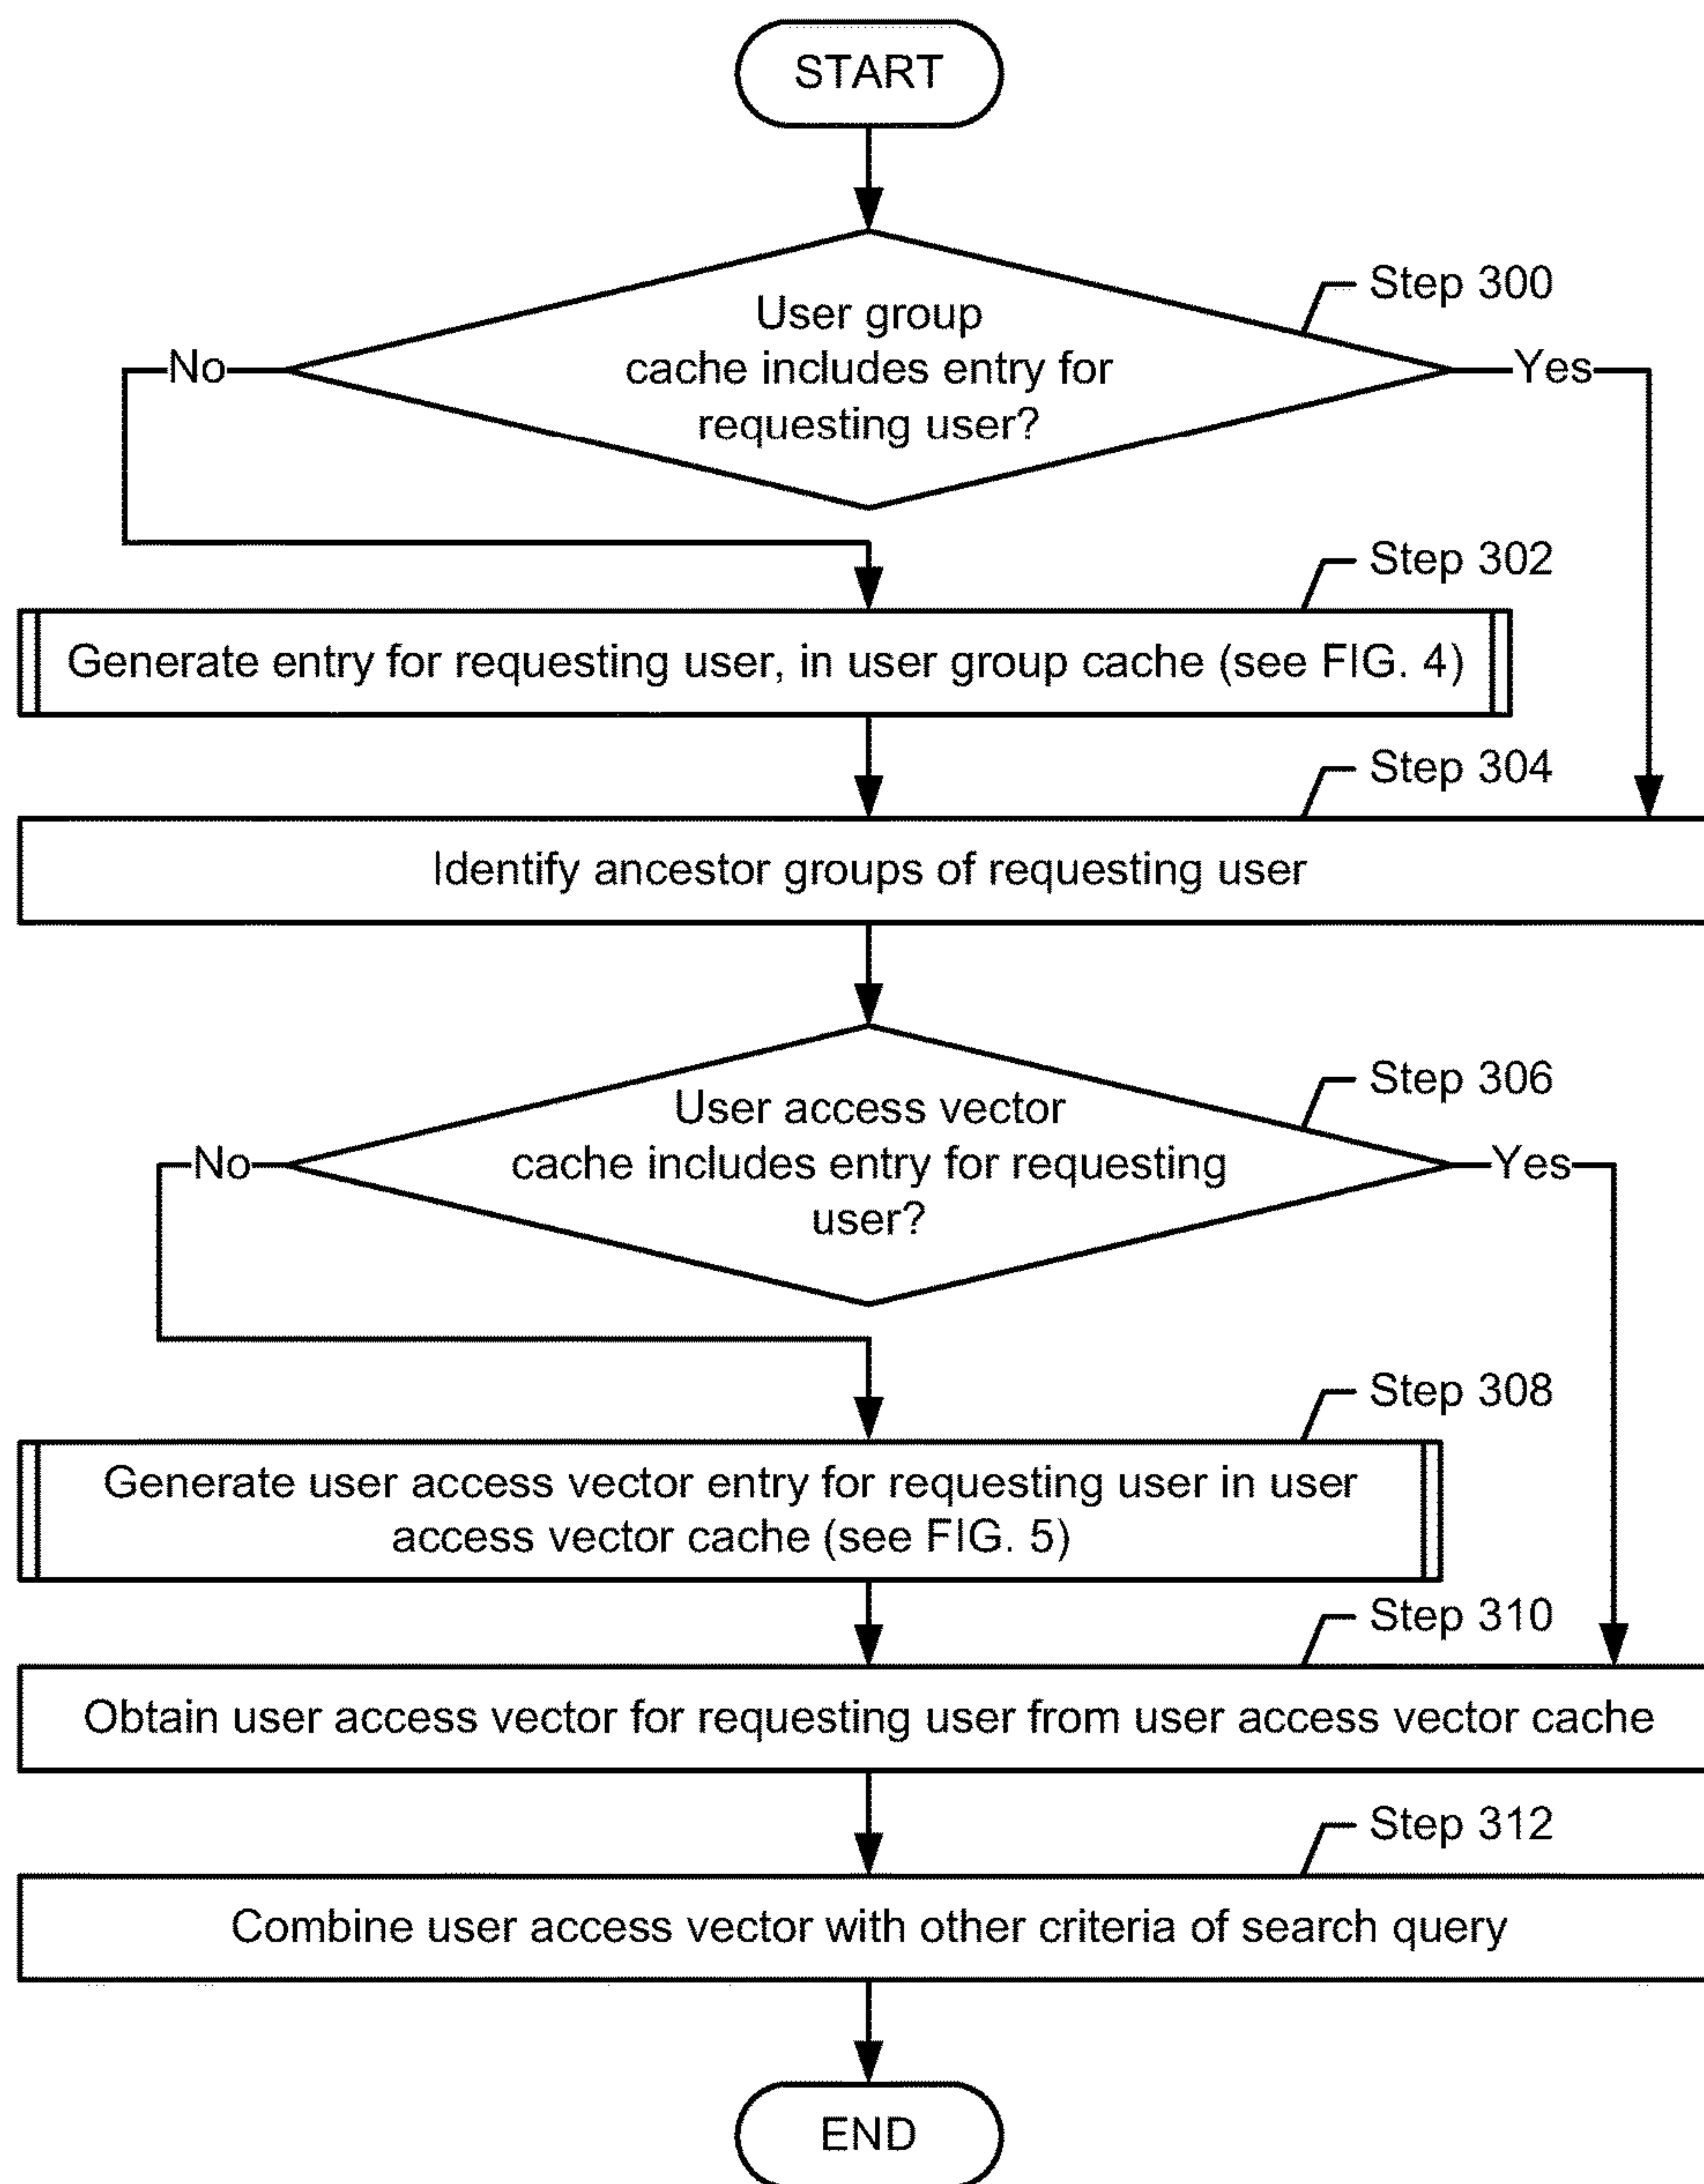 START
Step 300
User group
cache includes entry for
requesting user?
No
Yes
Step 302
Generate entry for requesting user, in user group cache (see FIG. 4)
Step 304
Identify ancestor groups of requesting user
Step 306
User access vector
cache includes entry for requesting
user?
No
Yes
Step 308
Generate user access vector entry for requesting user in user
access vector cache (see FIG. 5)
Step 310
Obtain user access vector for requesting user from user access vector cache
Step 312
Combine user access vector with other criteria of search query
END